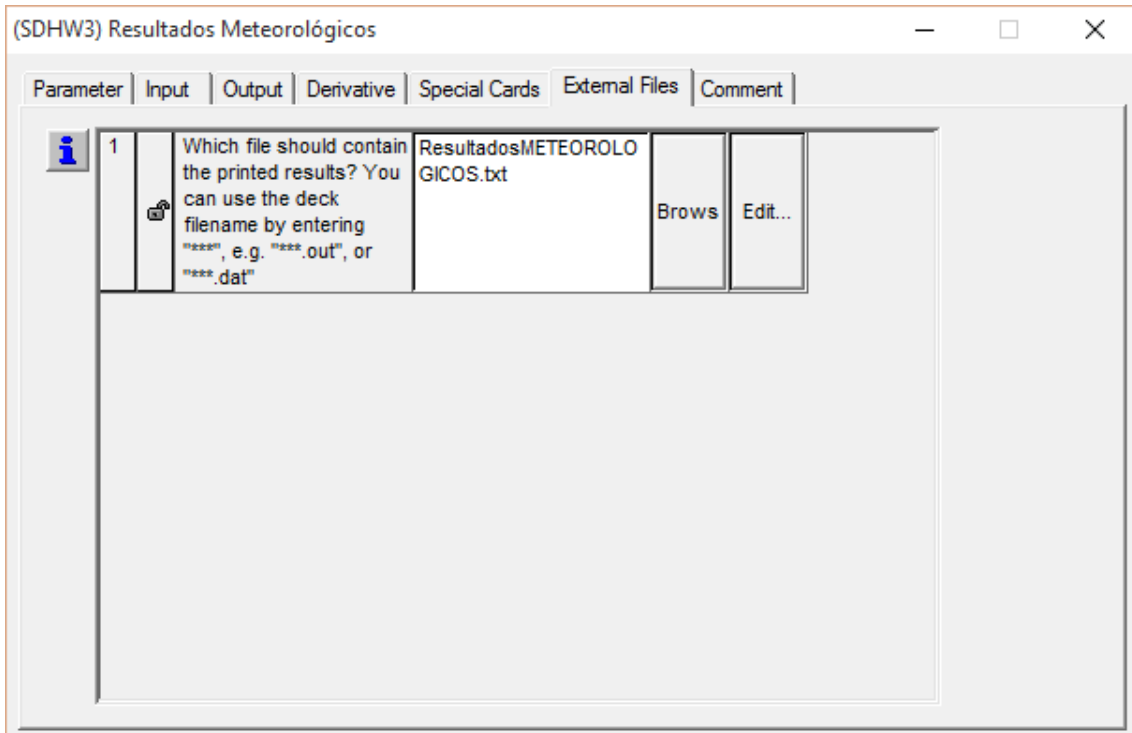 (SDHW3) Resultados Meteorológicos
Parameter Input Output Derivative Special Cards External Files Comment
i
1
Which file should contain
the printed results? You
can use the deck
filename by entering
"***", e.g. "***.out", or
"***.dat"
ResultadosMETEOROLO
GICOS.txt
Brows
Edit...